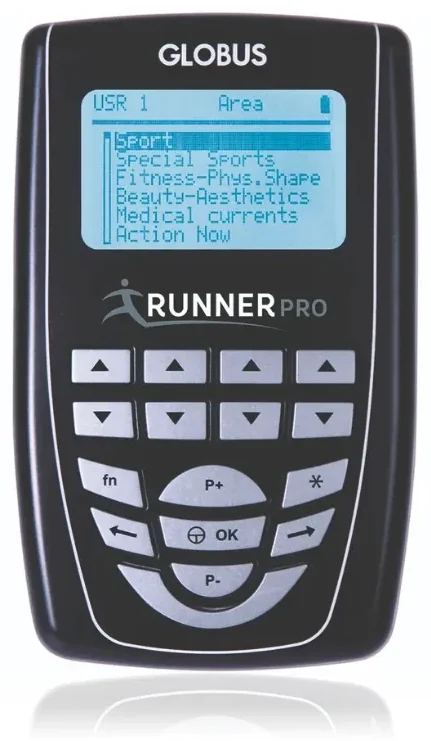 GLOBUS
USR 1 Area
Sport
Special Sports
Fitness-Phys.Shape
Beauty-Aesthetics
Medical currents
Action Now
RUNNER PRO
fn P+ *
OK
P-